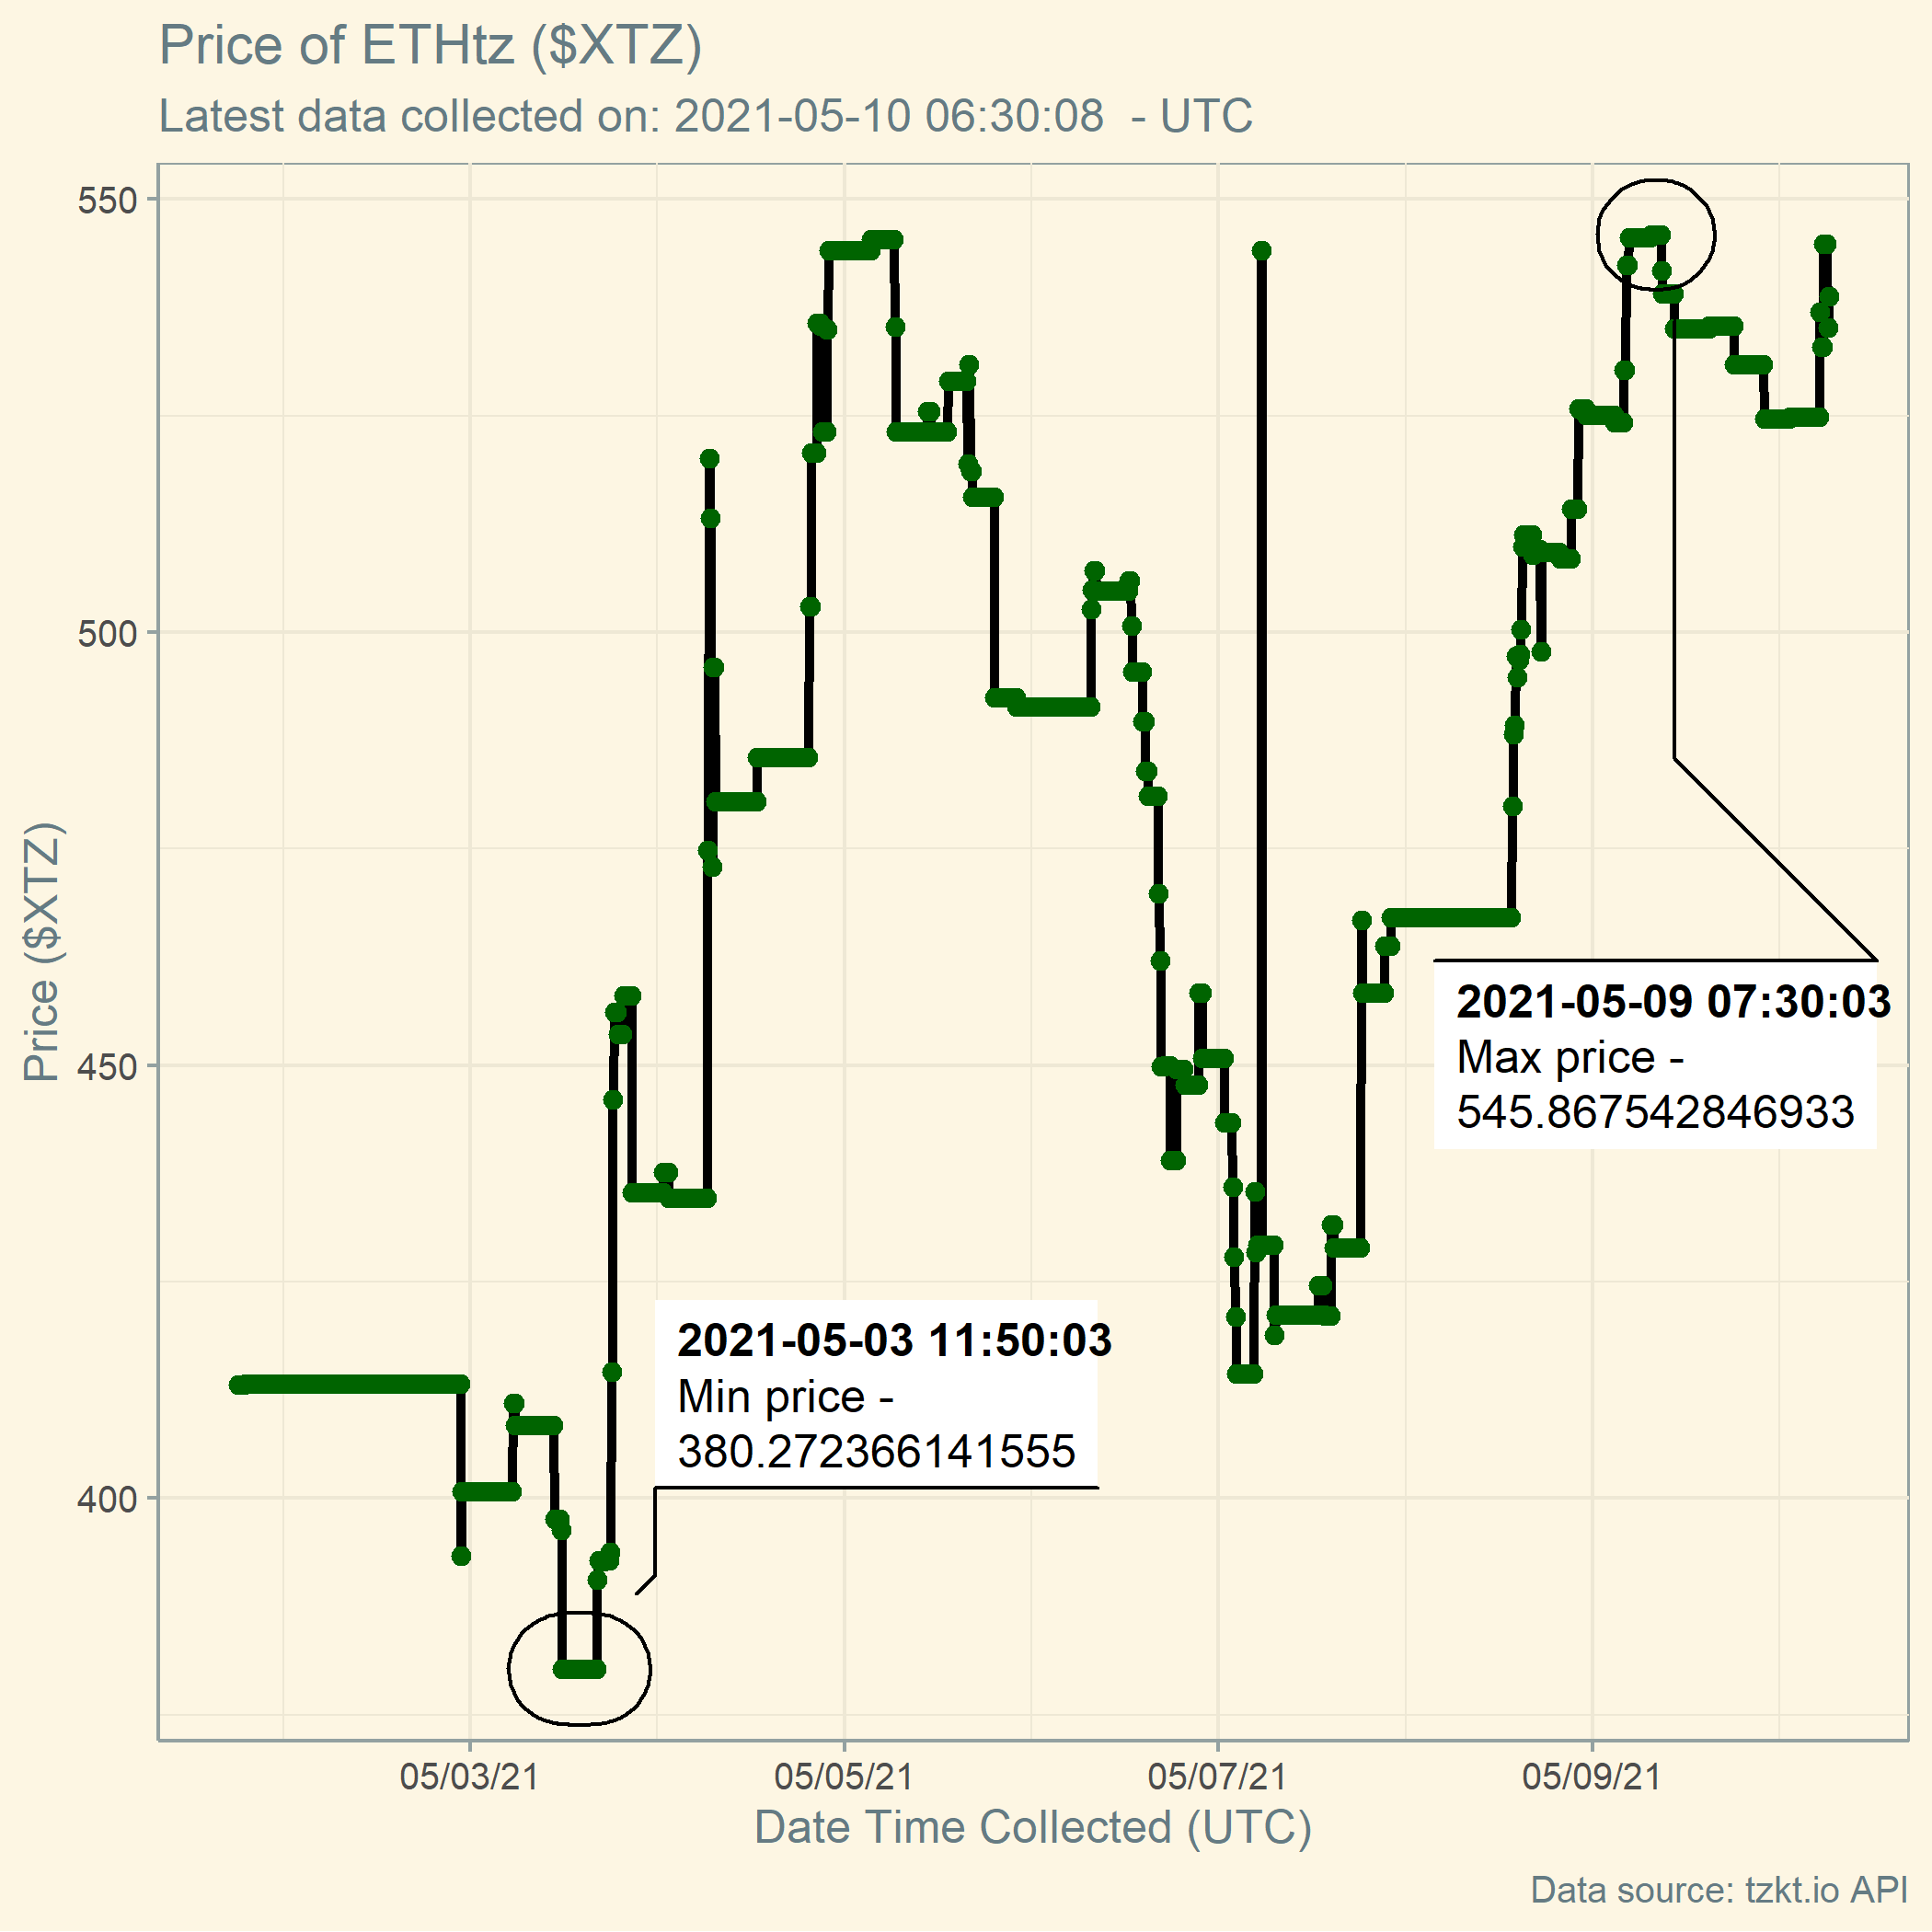 Price of ETHtz ($XTZ)
Latest data collected on: 2021-05-10 06:30:08  - UTC
Price ($XTZ)
550
500
450
400
2021-05-09 07:30:03
Max price -
545.867542846933
2021-05-03 11:50:03
Min price -
380.272366141555
05/03/21
05/05/21
05/07/21
05/09/21
Date Time Collected (UTC)
Data source: tzkt.io API